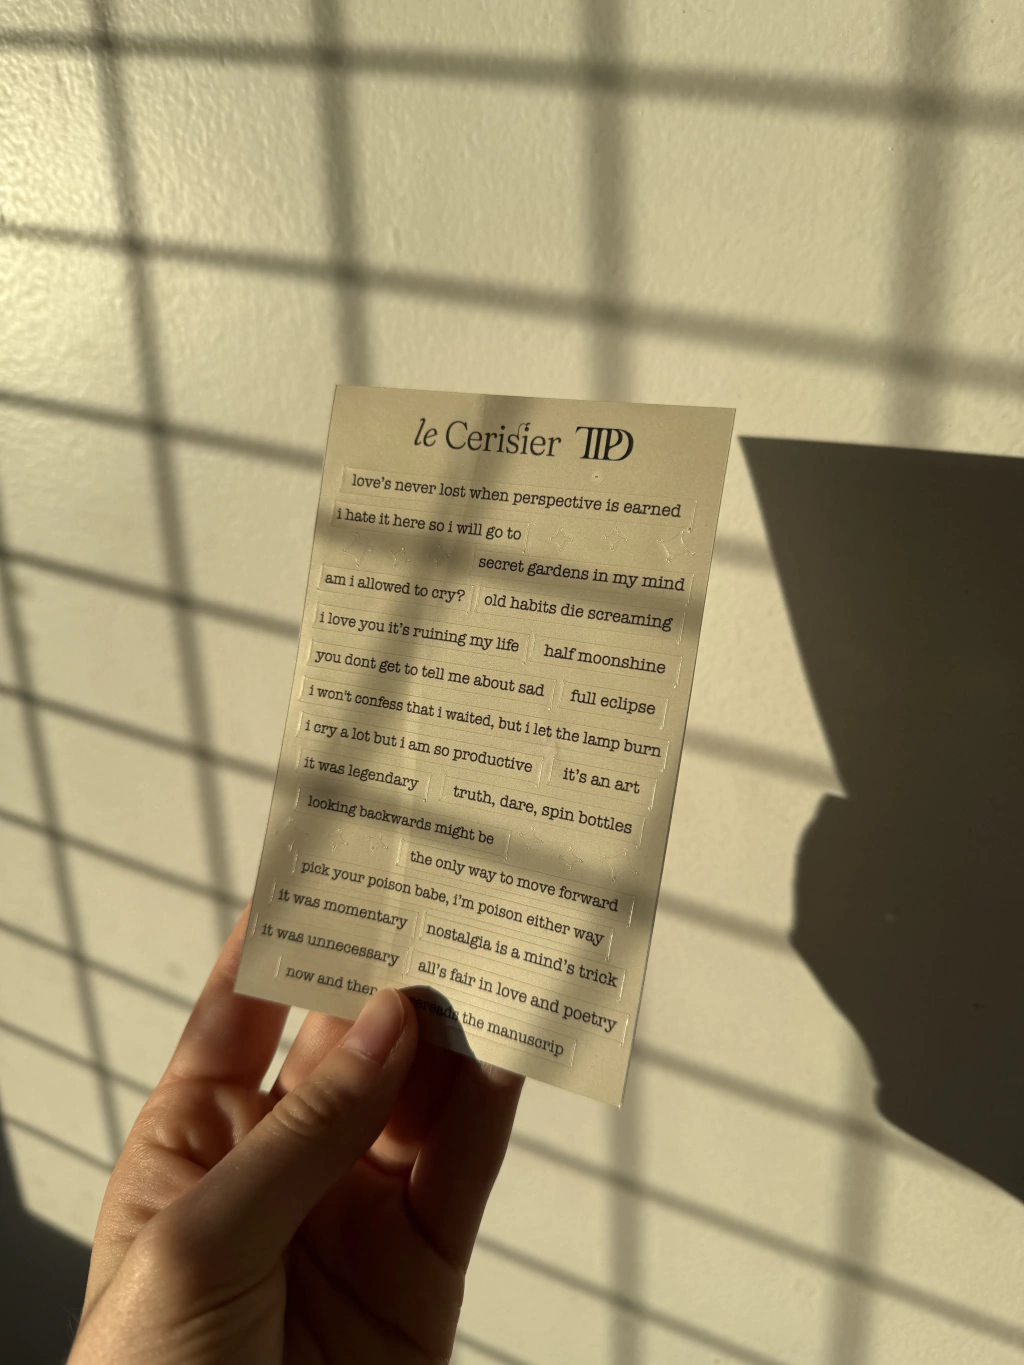 le Cerisier TTPD
love's never lost when perspective is earned
i hate it here so i will go to
secret gardens in my mind
am i allowed to cry? old habits die screaming
i love you it's ruining my life half moonshine
you dont get to tell me about sad full eclipse
i won't confess that i waited, but i let the lamp burn
i cry a lot but i am so productive it's an art
it was legendary truth, dare, spin bottles
looking backwards might be
the only way to move forward
pick your poison babe, i'm poison either way
it was momentary nostalgia is a mind's trick
it was unnecessary all's fair in love and poetry
now and then rereads the manuscrip